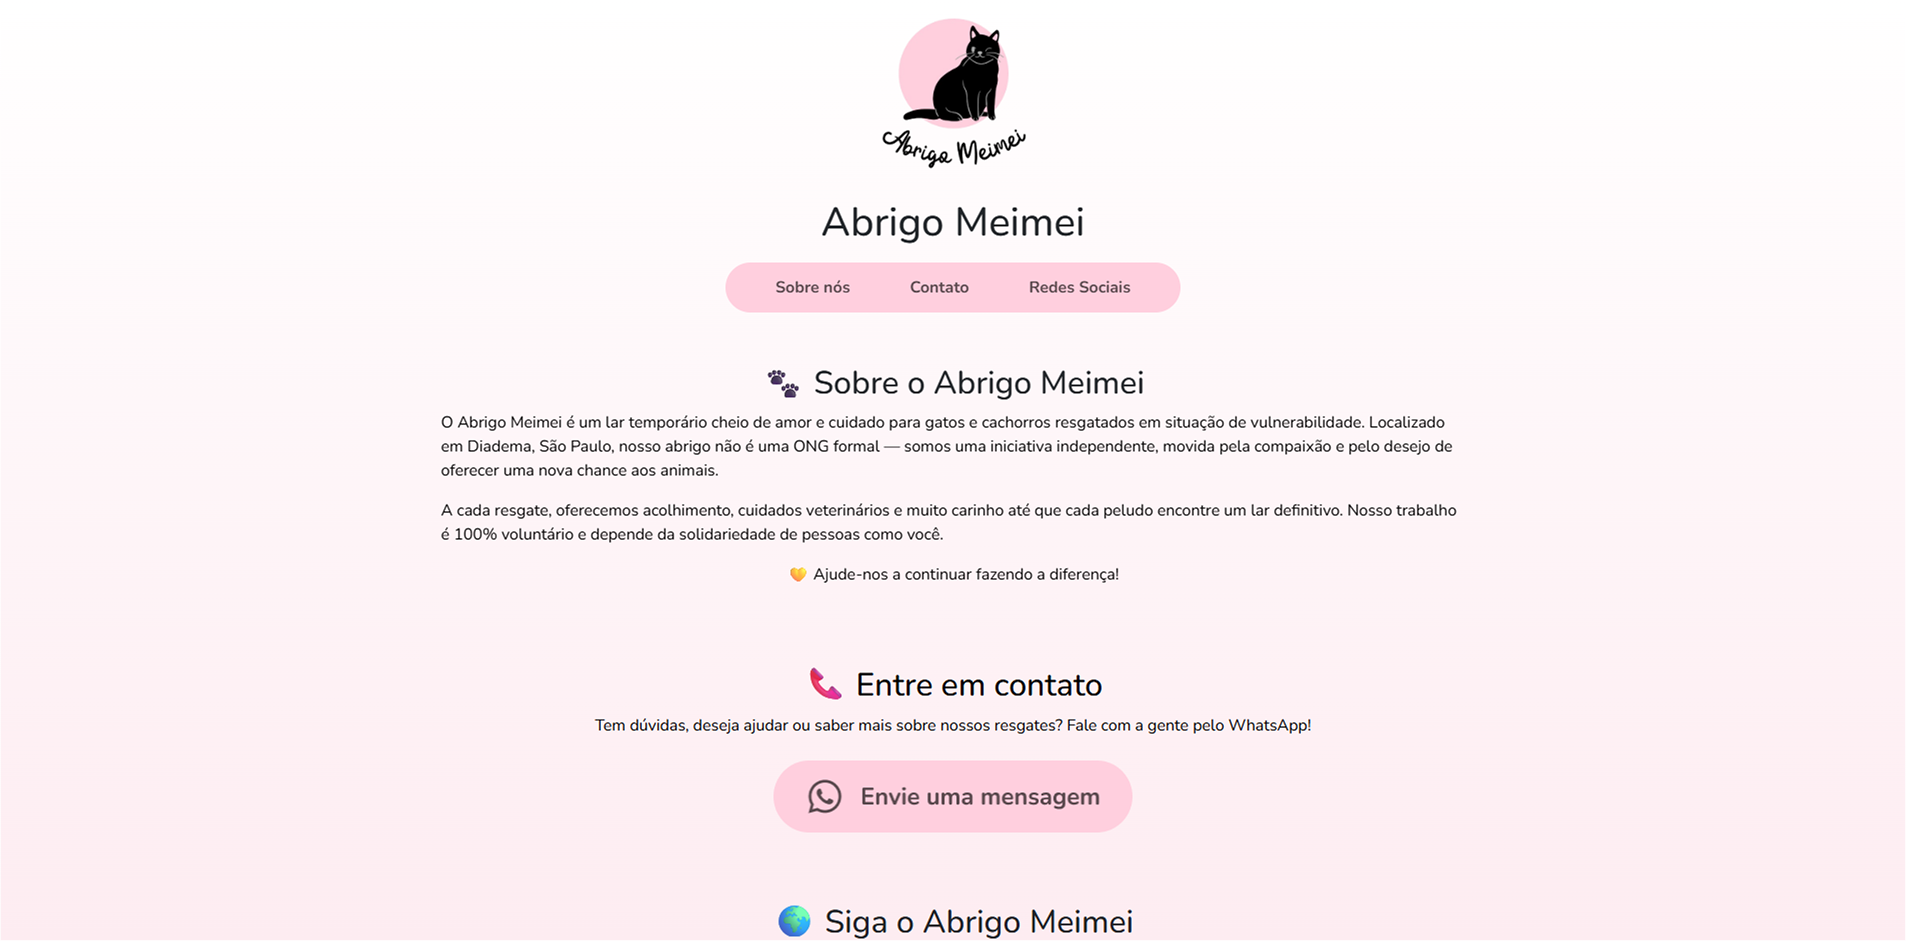 Abrigo Meimei
Abrigo Meimei
Sobre nós
Contato
Redes Sociais
Sobre o Abrigo Meimei
O Abrigo Meimei é um lar temporário cheio de amor e cuidado para gatos e cachorros resgatados em situação de vulnerabilidade. Localizado
em Diadema, São Paulo, nosso abrigo não é uma ONG formal — somos uma iniciativa independente, movida pela compaixão e pelo desejo de
oferecer uma nova chance aos animais.
A cada resgate, oferecemos acolhimento, cuidados veterinários e muito carinho até que cada peludo encontre um lar definitivo. Nosso trabalho
é 100% voluntário e depende da solidariedade de pessoas como você.
Ajude-nos a continuar fazendo a diferença!
Entre em contato
Tem dúvidas, deseja ajudar ou saber mais sobre nossos resgates? Fale com a gente pelo WhatsApp!
Envie uma mensagem
Siga o Abrigo Meimei